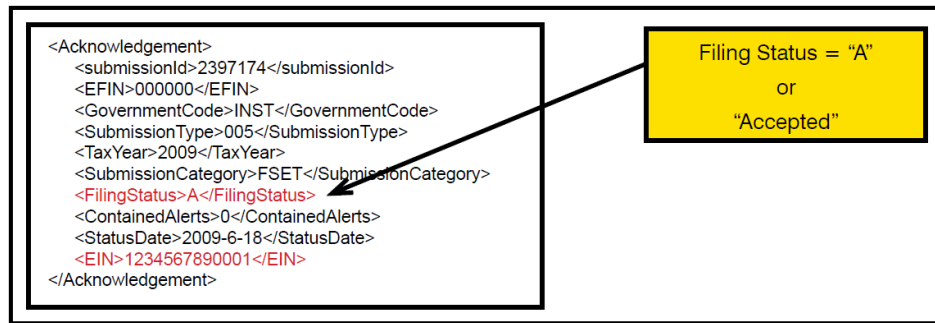 <Acknowledgement>
<submissionId>2397174</submissionId>
<EFIN>000000</EFIN>
<GovernmentCode>INST</GovernmentCode>
<SubmissionType>005</SubmissionType>
<TaxYear>2009</TaxYear>
<SubmissionCategory>FSET</SubmissionCategory>
<FilingStatus>A</FilingStatus>
<ContainedAlerts>0</ContainedAlerts>
<StatusDate>2009-6-18</StatusDate>
<EIN>1234567890001</EIN>
</Acknowledgement>
Filing Status = “A”
or
“Accepted”